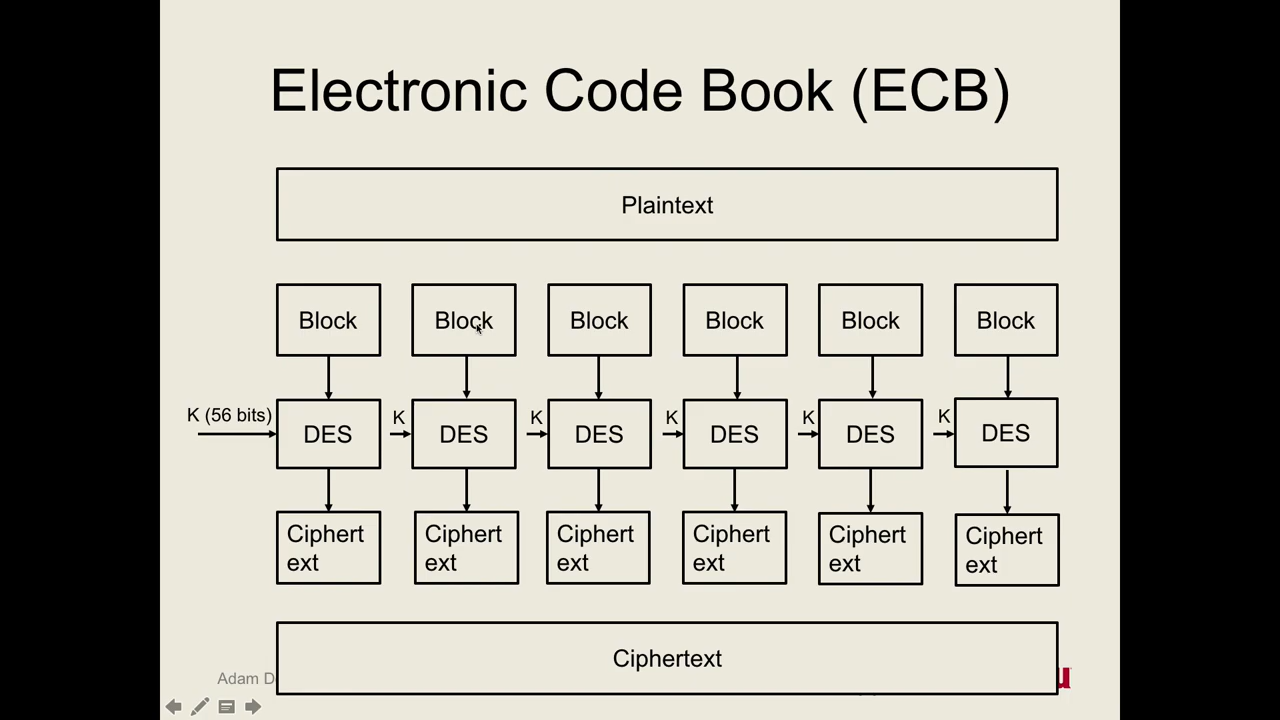 Electronic Code Book (ECB)
Plaintext
Block Block Block Block Block Block
K (56 bits) K K K K K
DES DES DES DES DES DES
Ciphert Ciphert Ciphert Ciphert Ciphert Ciphert
ext ext ext ext ext ext
Ciphertext
Adam